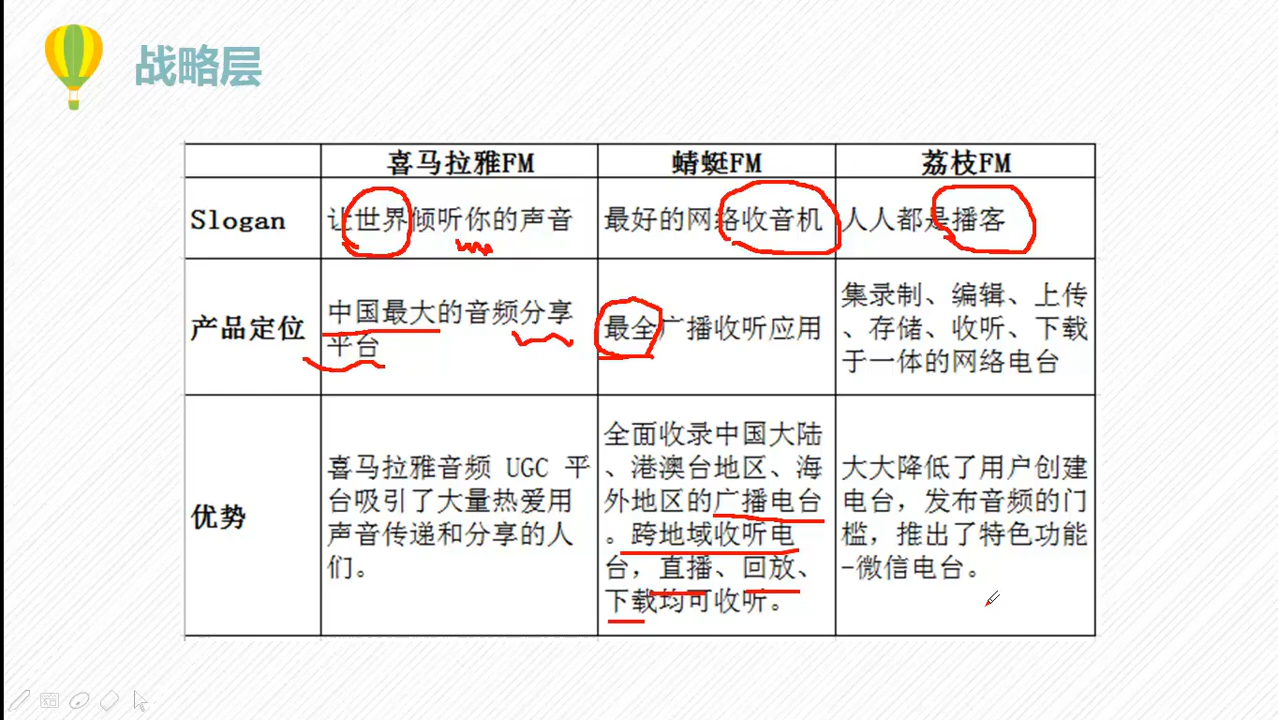 战略层
喜马拉雅FM 蜻蜓FM 荔枝FM
Slogan 让世界倾听你的声音 最好的网络收音机 人人都是播客
产品定位
中国最大的音频分享
平台
最全广播收听应用
集录制、编辑、上传
、存储、收听、下载
于一体的网络电台
优势
喜马拉雅音频 UGC 平
台吸引了大量热爱用
声音传递和分享的人
们。
全面收录中国大陆
、港澳台地区、海
外地区的广播电台
。跨地域收听电
台，直播、回放、
下载均可收听。
大大降低了用户创建
电台，发布音频的门
槛，推出了特色功能
-微信电台。